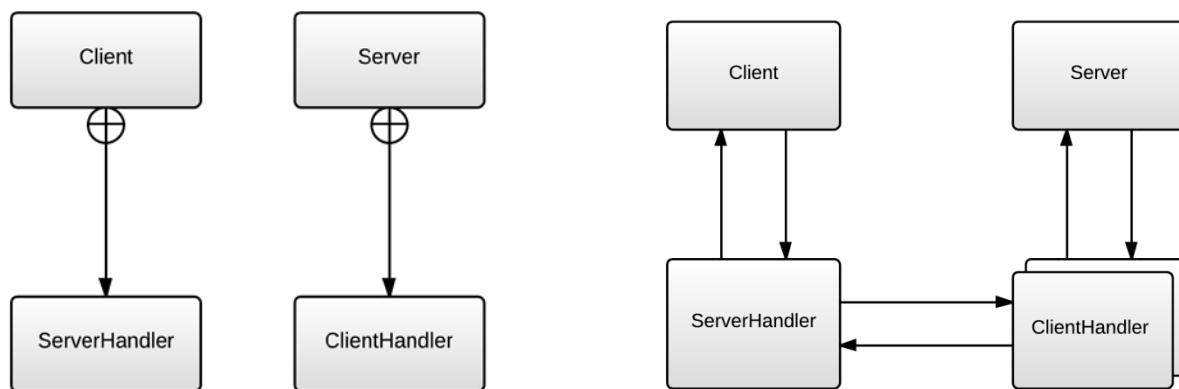 Client
Server
ServerHandler
ClientHandler
Client
Server
ServerHandler
ClientHandler